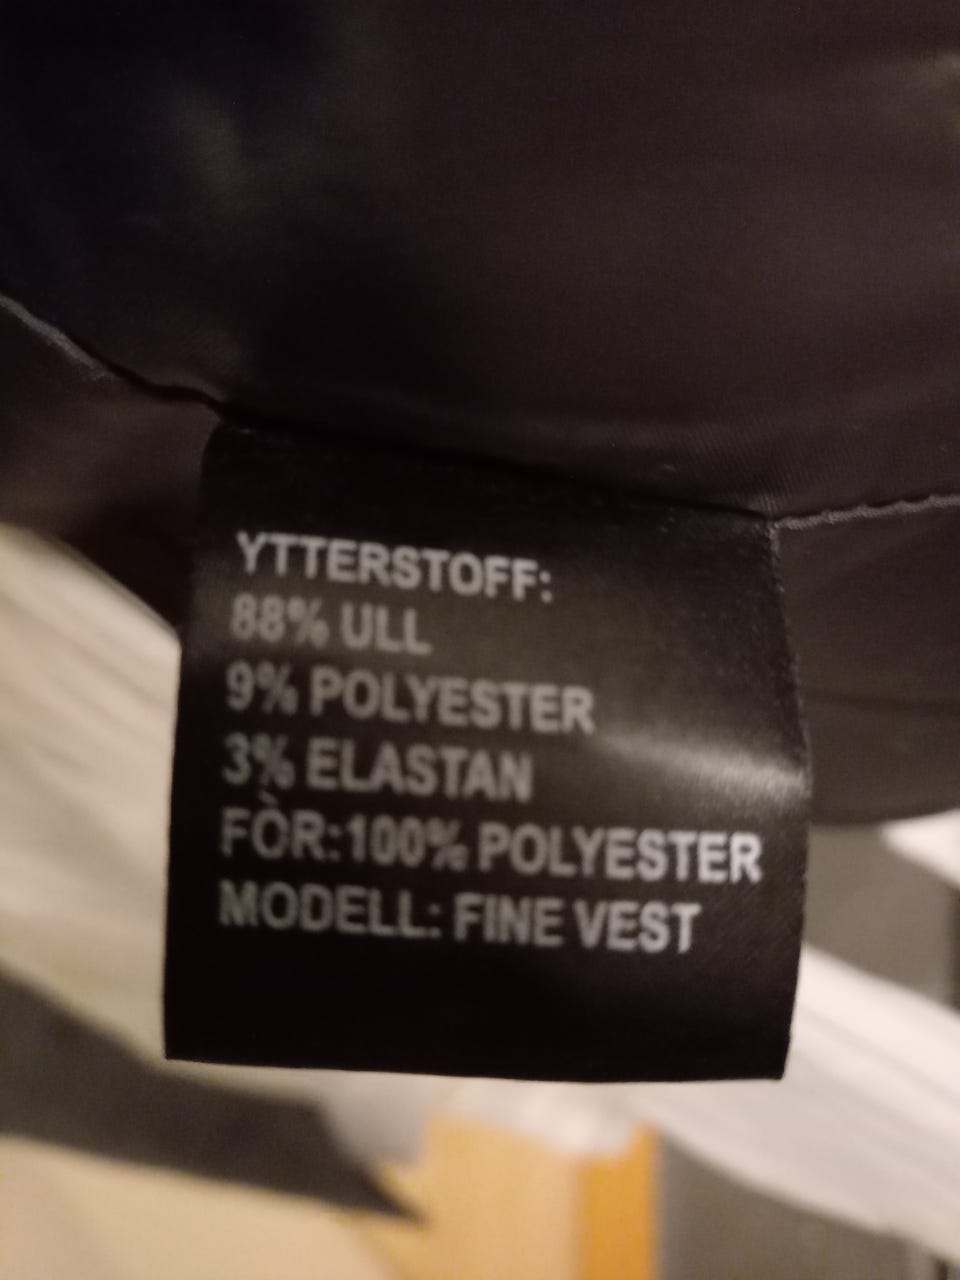 YTTERSTOFF:
88% ULL
9% POLYESTER
3% ELASTAN
FÒR:100% POLYESTER
MODELL: FINE VEST